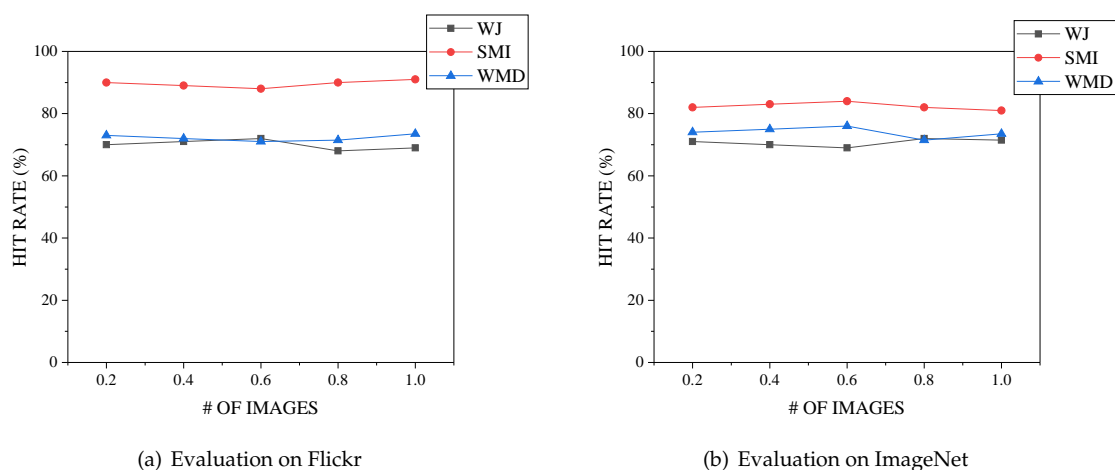 WJ
SMI
WMD
100
80
60
40
20
0
HIT RATE (%)
0.2 0.4 0.6 0.8 1.0
# OF IMAGES
(a) Evaluation on Flickr
WJ
SMI
WMD
100
80
60
40
20
0
HIT RATE (%)
0.2 0.4 0.6 0.8 1.0
# OF IMAGES
(b) Evaluation on ImageNet